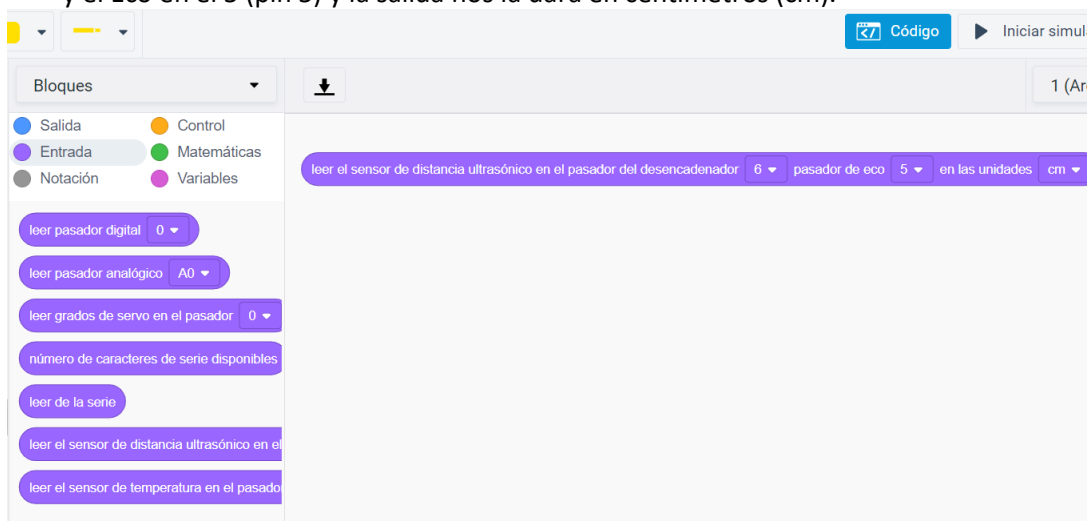 y el Eco en el 5 (pin 5) y la salida nos la dará en centímetros (cm).
Código
Iniciar simul
Bloques
1 (Ar
Salida
Control
Entrada
Matemáticas
Notación
Variables
leer el sensor de distancia ultrasónico en el pasador del desencadenador 6 pasador de eco 5 en las unidades cm
leer pasador digital 0
leer pasador analógico A0
leer grados de servo en el pasador 0
número de caracteres de serie disponibles
leer de la serie
leer el sensor de distancia ultrasónico en el
leer el sensor de temperatura en el pasador